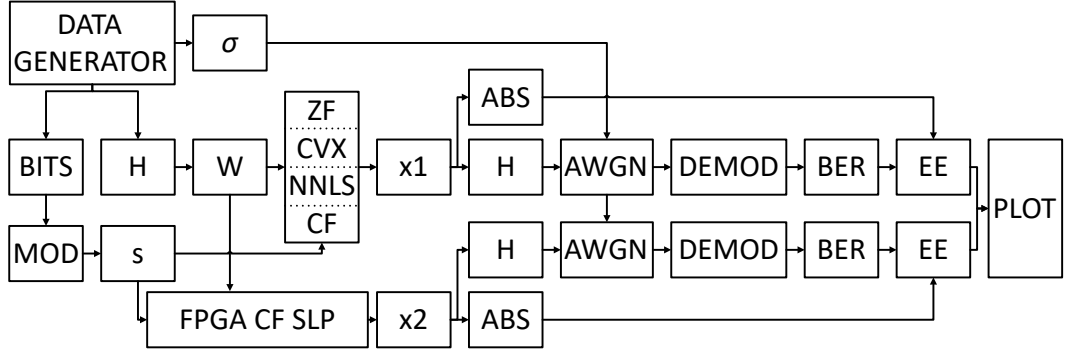 DATA
GENERATOR
σ
ABS
BITS
H
W
ZF
CVX
NNLS
CF
x1
H
AWGN
DEMOD
BER
EE
PLOT
MOD
s
H
AWGN
DEMOD
BER
EE
FPGA CF SLP
x2
ABS